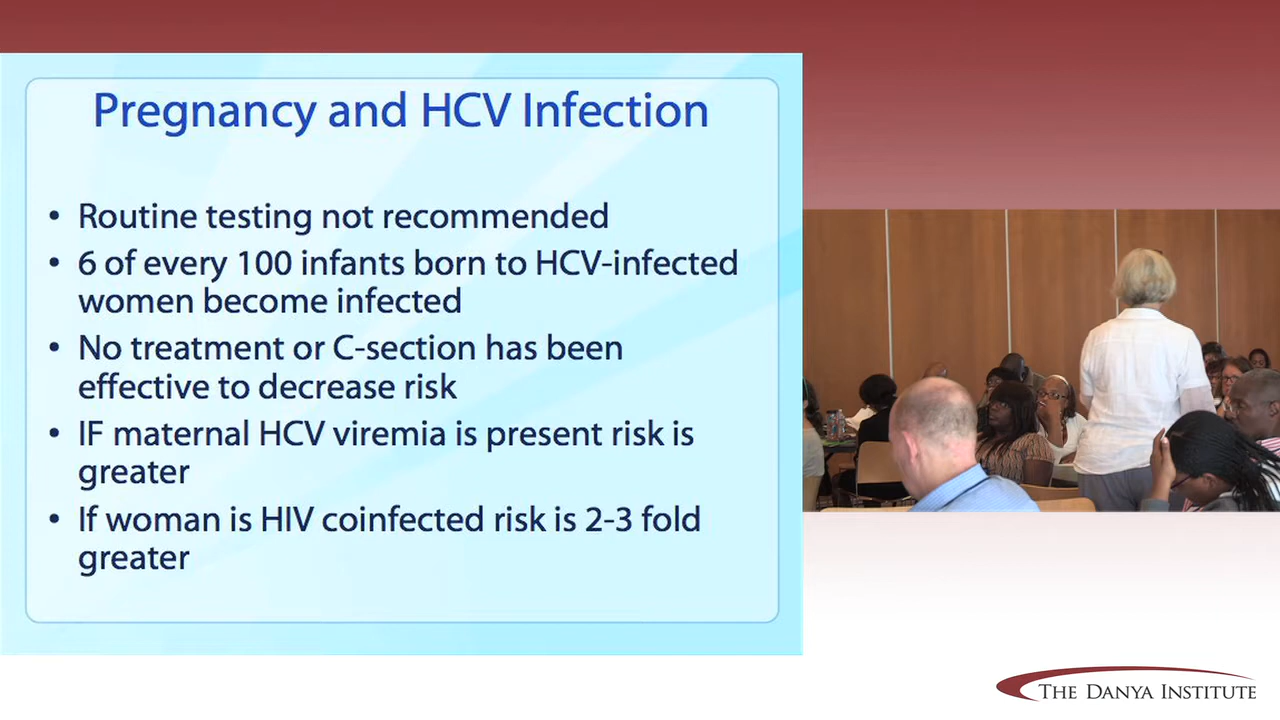 Pregnancy and HCV Infection
• Routine testing not recommended
• 6 of every 100 infants born to HCV-infected
women become infected
• No treatment or C-section has been
effective to decrease risk
• IF maternal HCV viremia is present risk is
greater
• If woman is HIV coinfected risk is 2-3 fold
greater
THE DANYA INSTITUTE